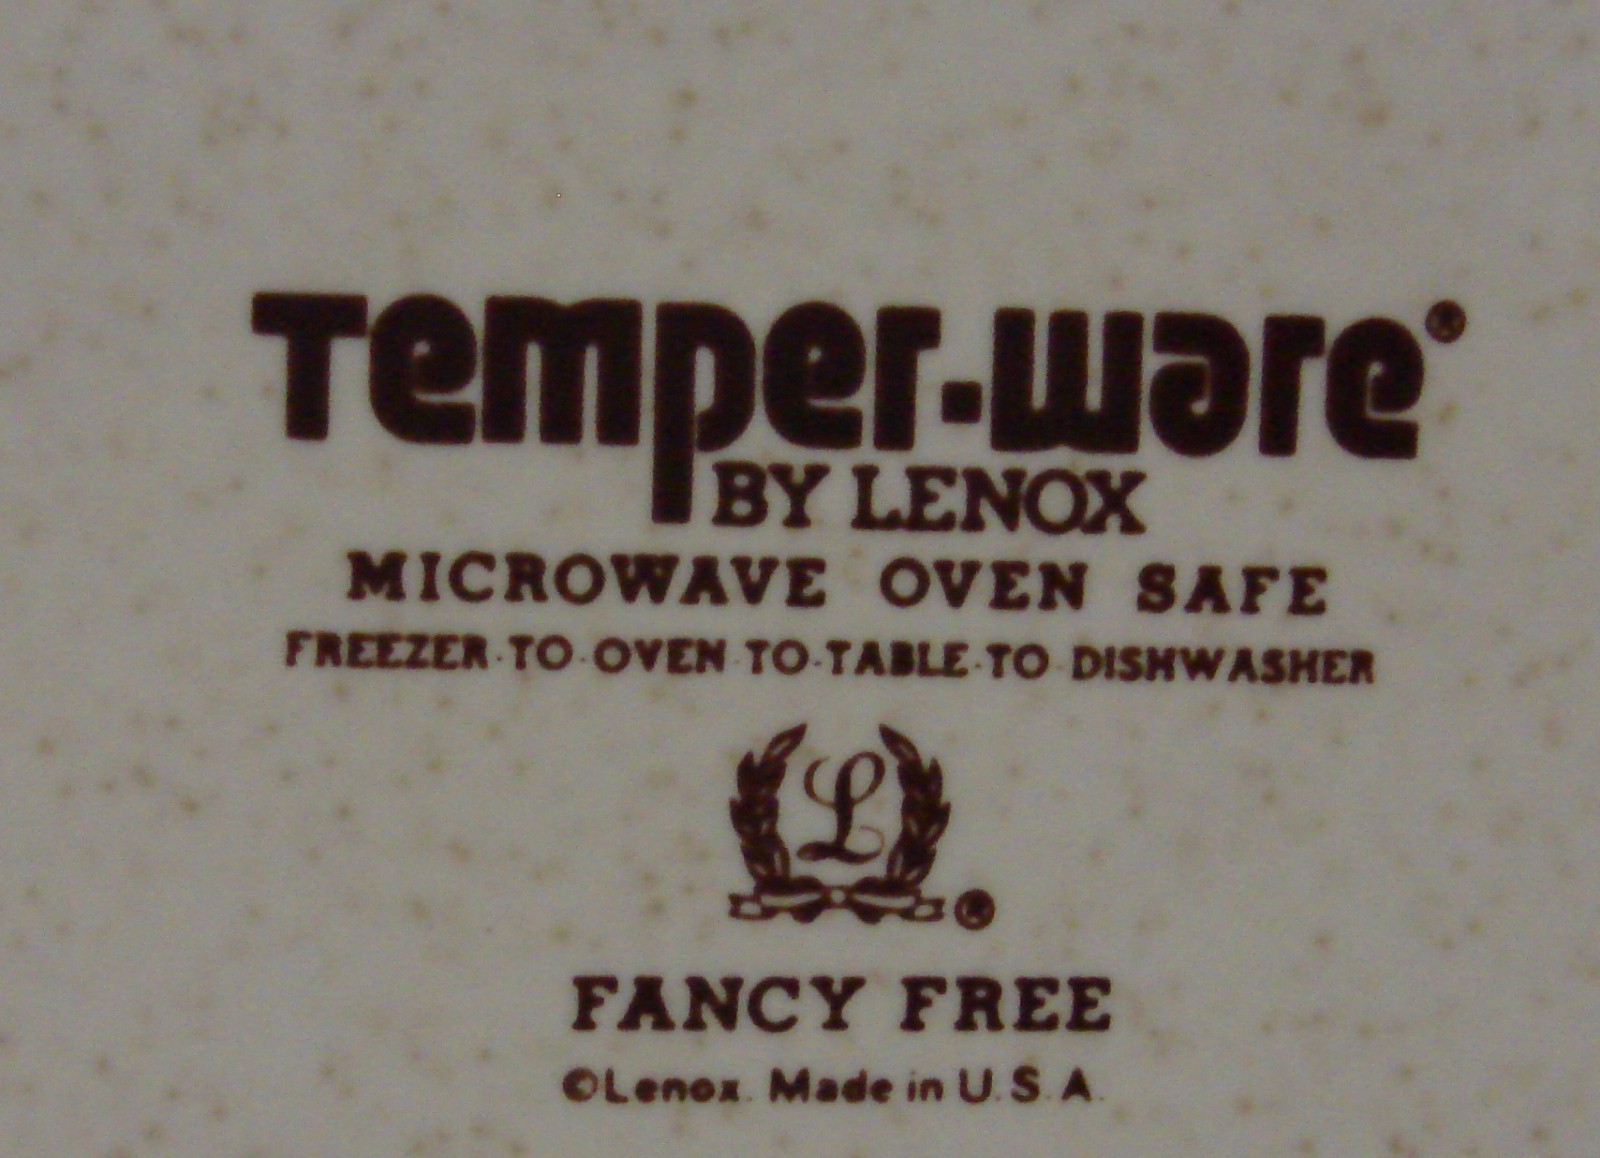 Temper-ware®
BY LENOX
MICROWAVE OVEN SAFE
FREEZER·TO·OVEN·TO·TABLE·TO·DISHWASHER
L
®
FANCY FREE
©Lenox. Made in U.S.A.